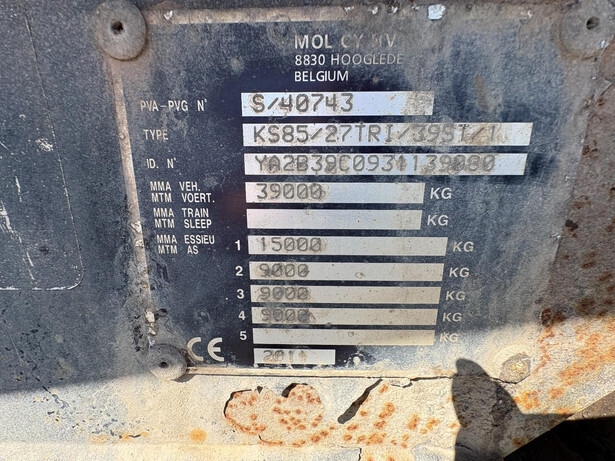 MOL CY NV
8830 HOOGLEDE
BELGIUM
PVA-PVG N° S/40743
TYPE KS85/27TRI/39ST/1
ID. N°
MMA VEH. 39000 KG
MTM VOERT.
MMA TRAIN KG
MTM SLEEP
MMA ESSIEU 1 15000 KG
MTM AS
2 9000 KG
3 9000 KG
4 9000 KG
5 KG
CE